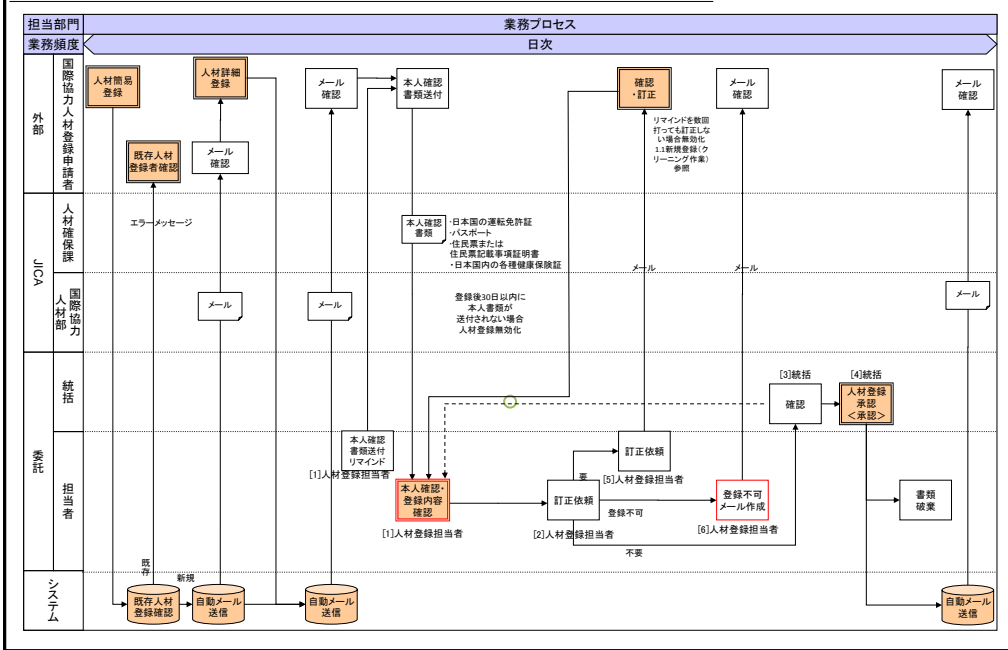 担当部門
業務プロセス
業務頻度
日次
外部
国際協力人材登録申請者
人材簡易
登録
既存人材
登録者確認
人材詳細
登録
メール
確認
メール
確認
本人確認
書類送付
確認
・訂正
リマインドを数回
打っても訂正しな
い場合無効化
1.1新規登録(ク
リーニング作業)
参照
メール
確認
メール
確認
JICA
人材確保課
エラーメッセージ
本人確認
書類
・日本国の運転免許証
・パスポート
・住民票または
住民票記載事項証明書
・日本国内の各種健康保険証
メール
メール
国際協力
人材部
メール
メール
登録後30日以内に
本人書類が
送付されない場合
人材登録無効化
メール
委託
統括
[3]統括
確認
[4]統括
人材登録
承認
<承認>
担当者
本人確認
書類送付
リマインド
[1]人材登録担当者
本人確認・
登録内容
確認
[1]人材登録担当者
訂正依頼
[2]人材登録担当者
要
訂正依頼
[5]人材登録担当者
登録不可
登録不可
メール作成
[6]人材登録担当者
不要
書類
破棄
既存
新規
システム
既存人材
登録確認
自動メール
送信
自動メール
送信
自動メール
送信